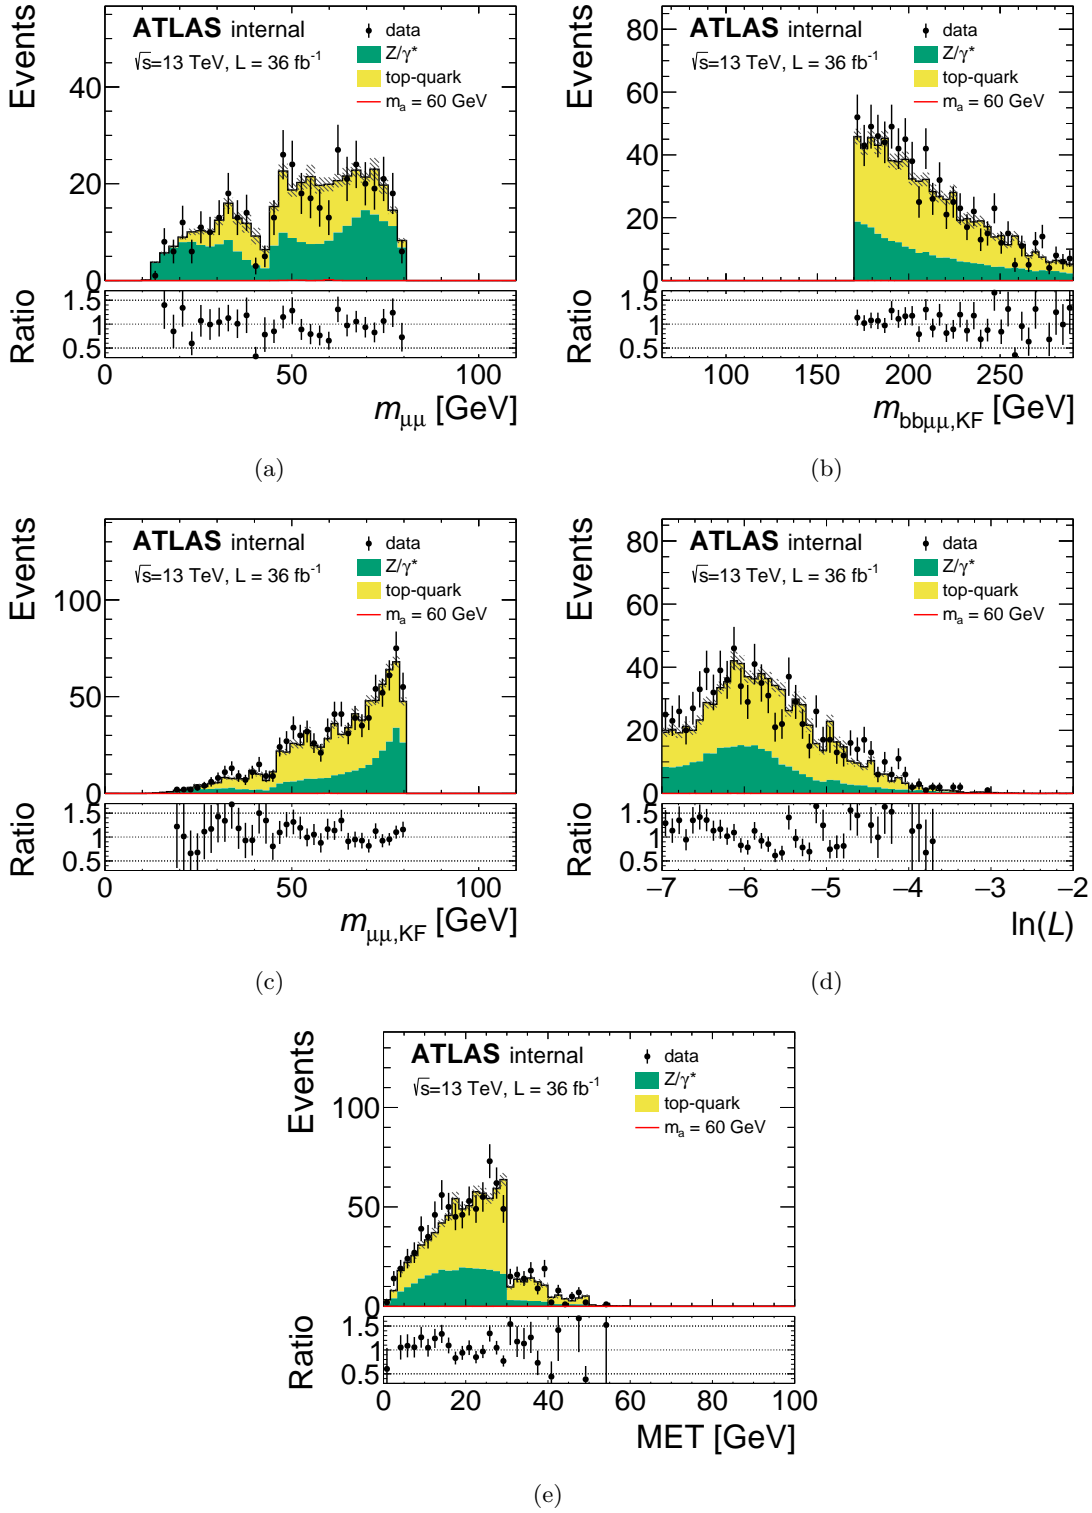 Events
ATLAS internal
√s=13 TeV, L = 36 fb⁻¹
data
Z/γ*
top-quark
mₐ = 60 GeV
40
20
0
Ratio
1.5
1
0.5
0 50 100
m_μμ [GeV]
(a)
Events
ATLAS internal
√s=13 TeV, L = 36 fb⁻¹
data
Z/γ*
top-quark
mₐ = 60 GeV
80
60
40
20
0
Ratio
1.5
1
0.5
100 150 200 250
m_bbμμ,KF [GeV]
(b)
Events
ATLAS internal
√s=13 TeV, L = 36 fb⁻¹
data
Z/γ*
top-quark
mₐ = 60 GeV
100
50
0
Ratio
1.5
1
0.5
0 50 100
m_μμ,KF [GeV]
(c)
Events
ATLAS internal
√s=13 TeV, L = 36 fb⁻¹
data
Z/γ*
top-quark
mₐ = 60 GeV
80
60
40
20
0
Ratio
1.5
1
0.5
−7 −6 −5 −4 −3 −2
ln(L)
(d)
Events
ATLAS internal
√s=13 TeV, L = 36 fb⁻¹
data
Z/γ*
top-quark
mₐ = 60 GeV
100
50
0
Ratio
1.5
1
0.5
0 20 40 60 80 100
MET [GeV]
(e)